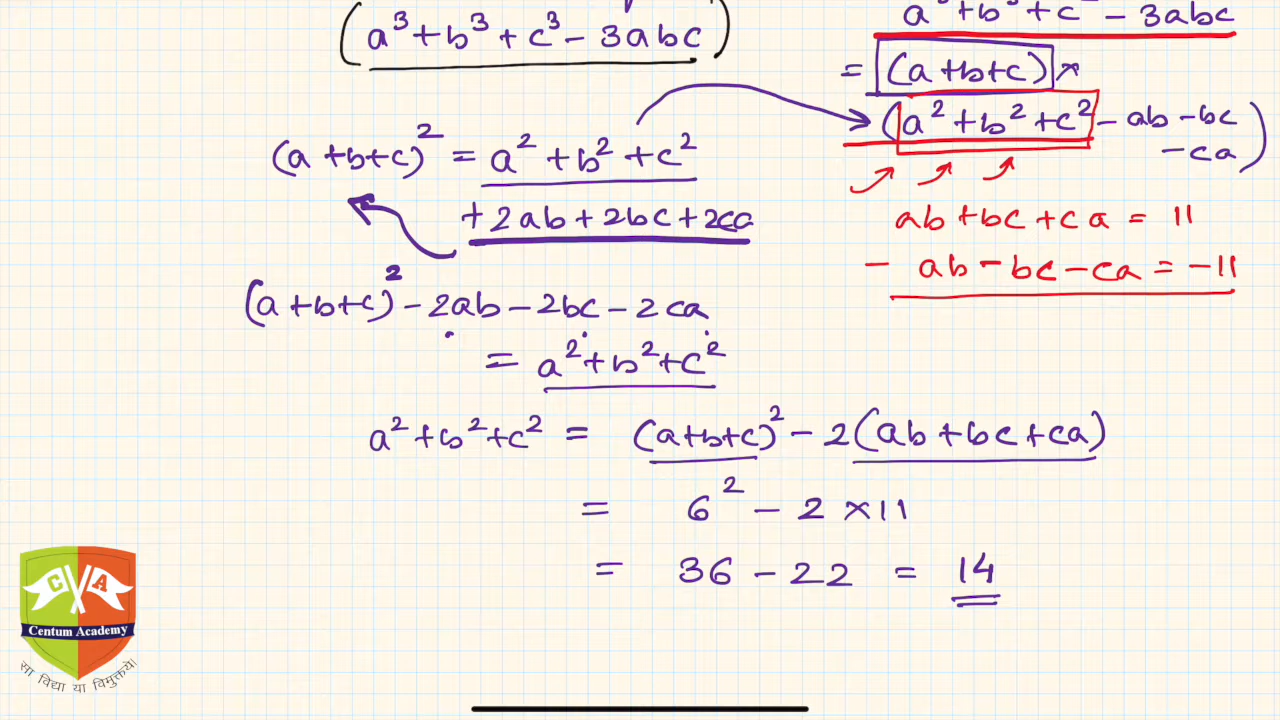 (a³ + b³ + c³ - 3abc)
(a + b + c)² = a² + b² + c²
+ 2ab + 2bc + 2ca
(a + b + c)² - 2ab - 2bc - 2ca
= a² + b² + c²
a² + b² + c² = (a+b+c)² - 2(ab + bc + ca)
= 6² - 2 × 11
= 36 - 22 = 14
a³ + b³ + c³ - 3abc
= (a+b+c) ×
(a² + b² + c² - ab - bc
- ca)
ab + bc + ca = 11
- ab - bc - ca = -11
C A
Centum Academy
सा विद्या या विमुक्तये।